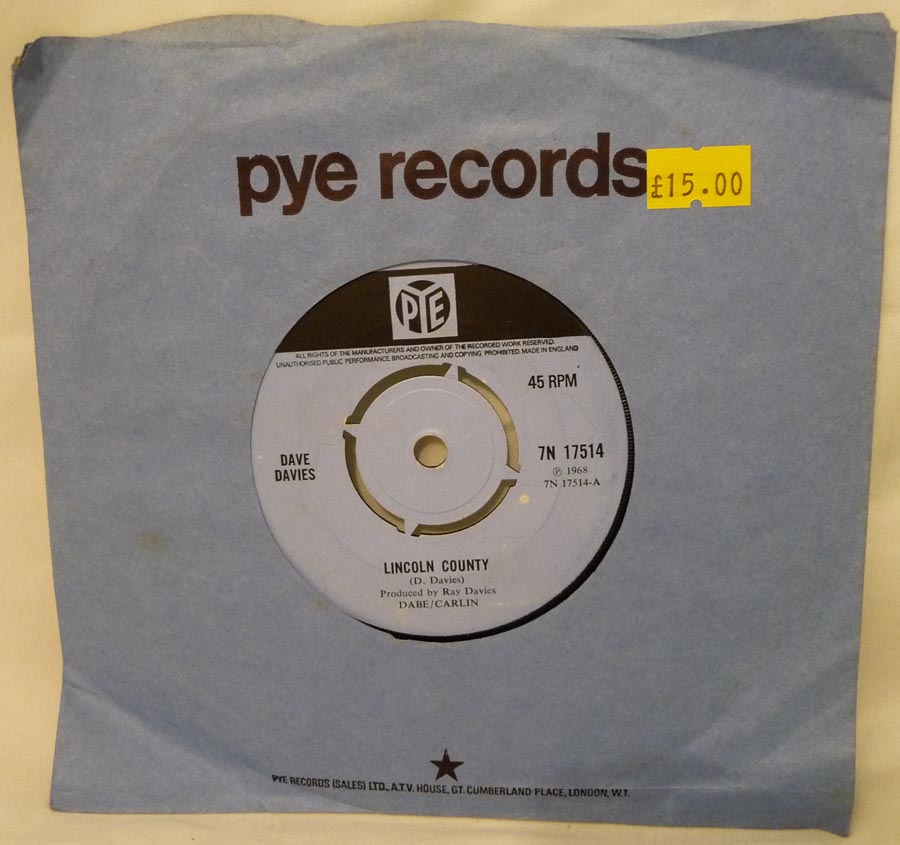 pye records
£15.00
PYE
ALL RIGHTS OF THE MANUFACTURERS AND OWNER OF THE RECORDED WORK RESERVED.
UNAUTHORISED PUBLIC PERFORMANCE, BROADCASTING AND COPYING PROHIBITED. MADE IN ENGLAND
45 RPM
DAVE
DAVIES
7N 17514
℗ 1968
7N 17514-A
LINCOLN COUNTY
(D. Davies)
Produced by Ray Davies
DABE/CARLIN
PYE RECORDS (SALES) LTD., A.T.V. HOUSE, GT. CUMBERLAND PLACE, LONDON, W.1.